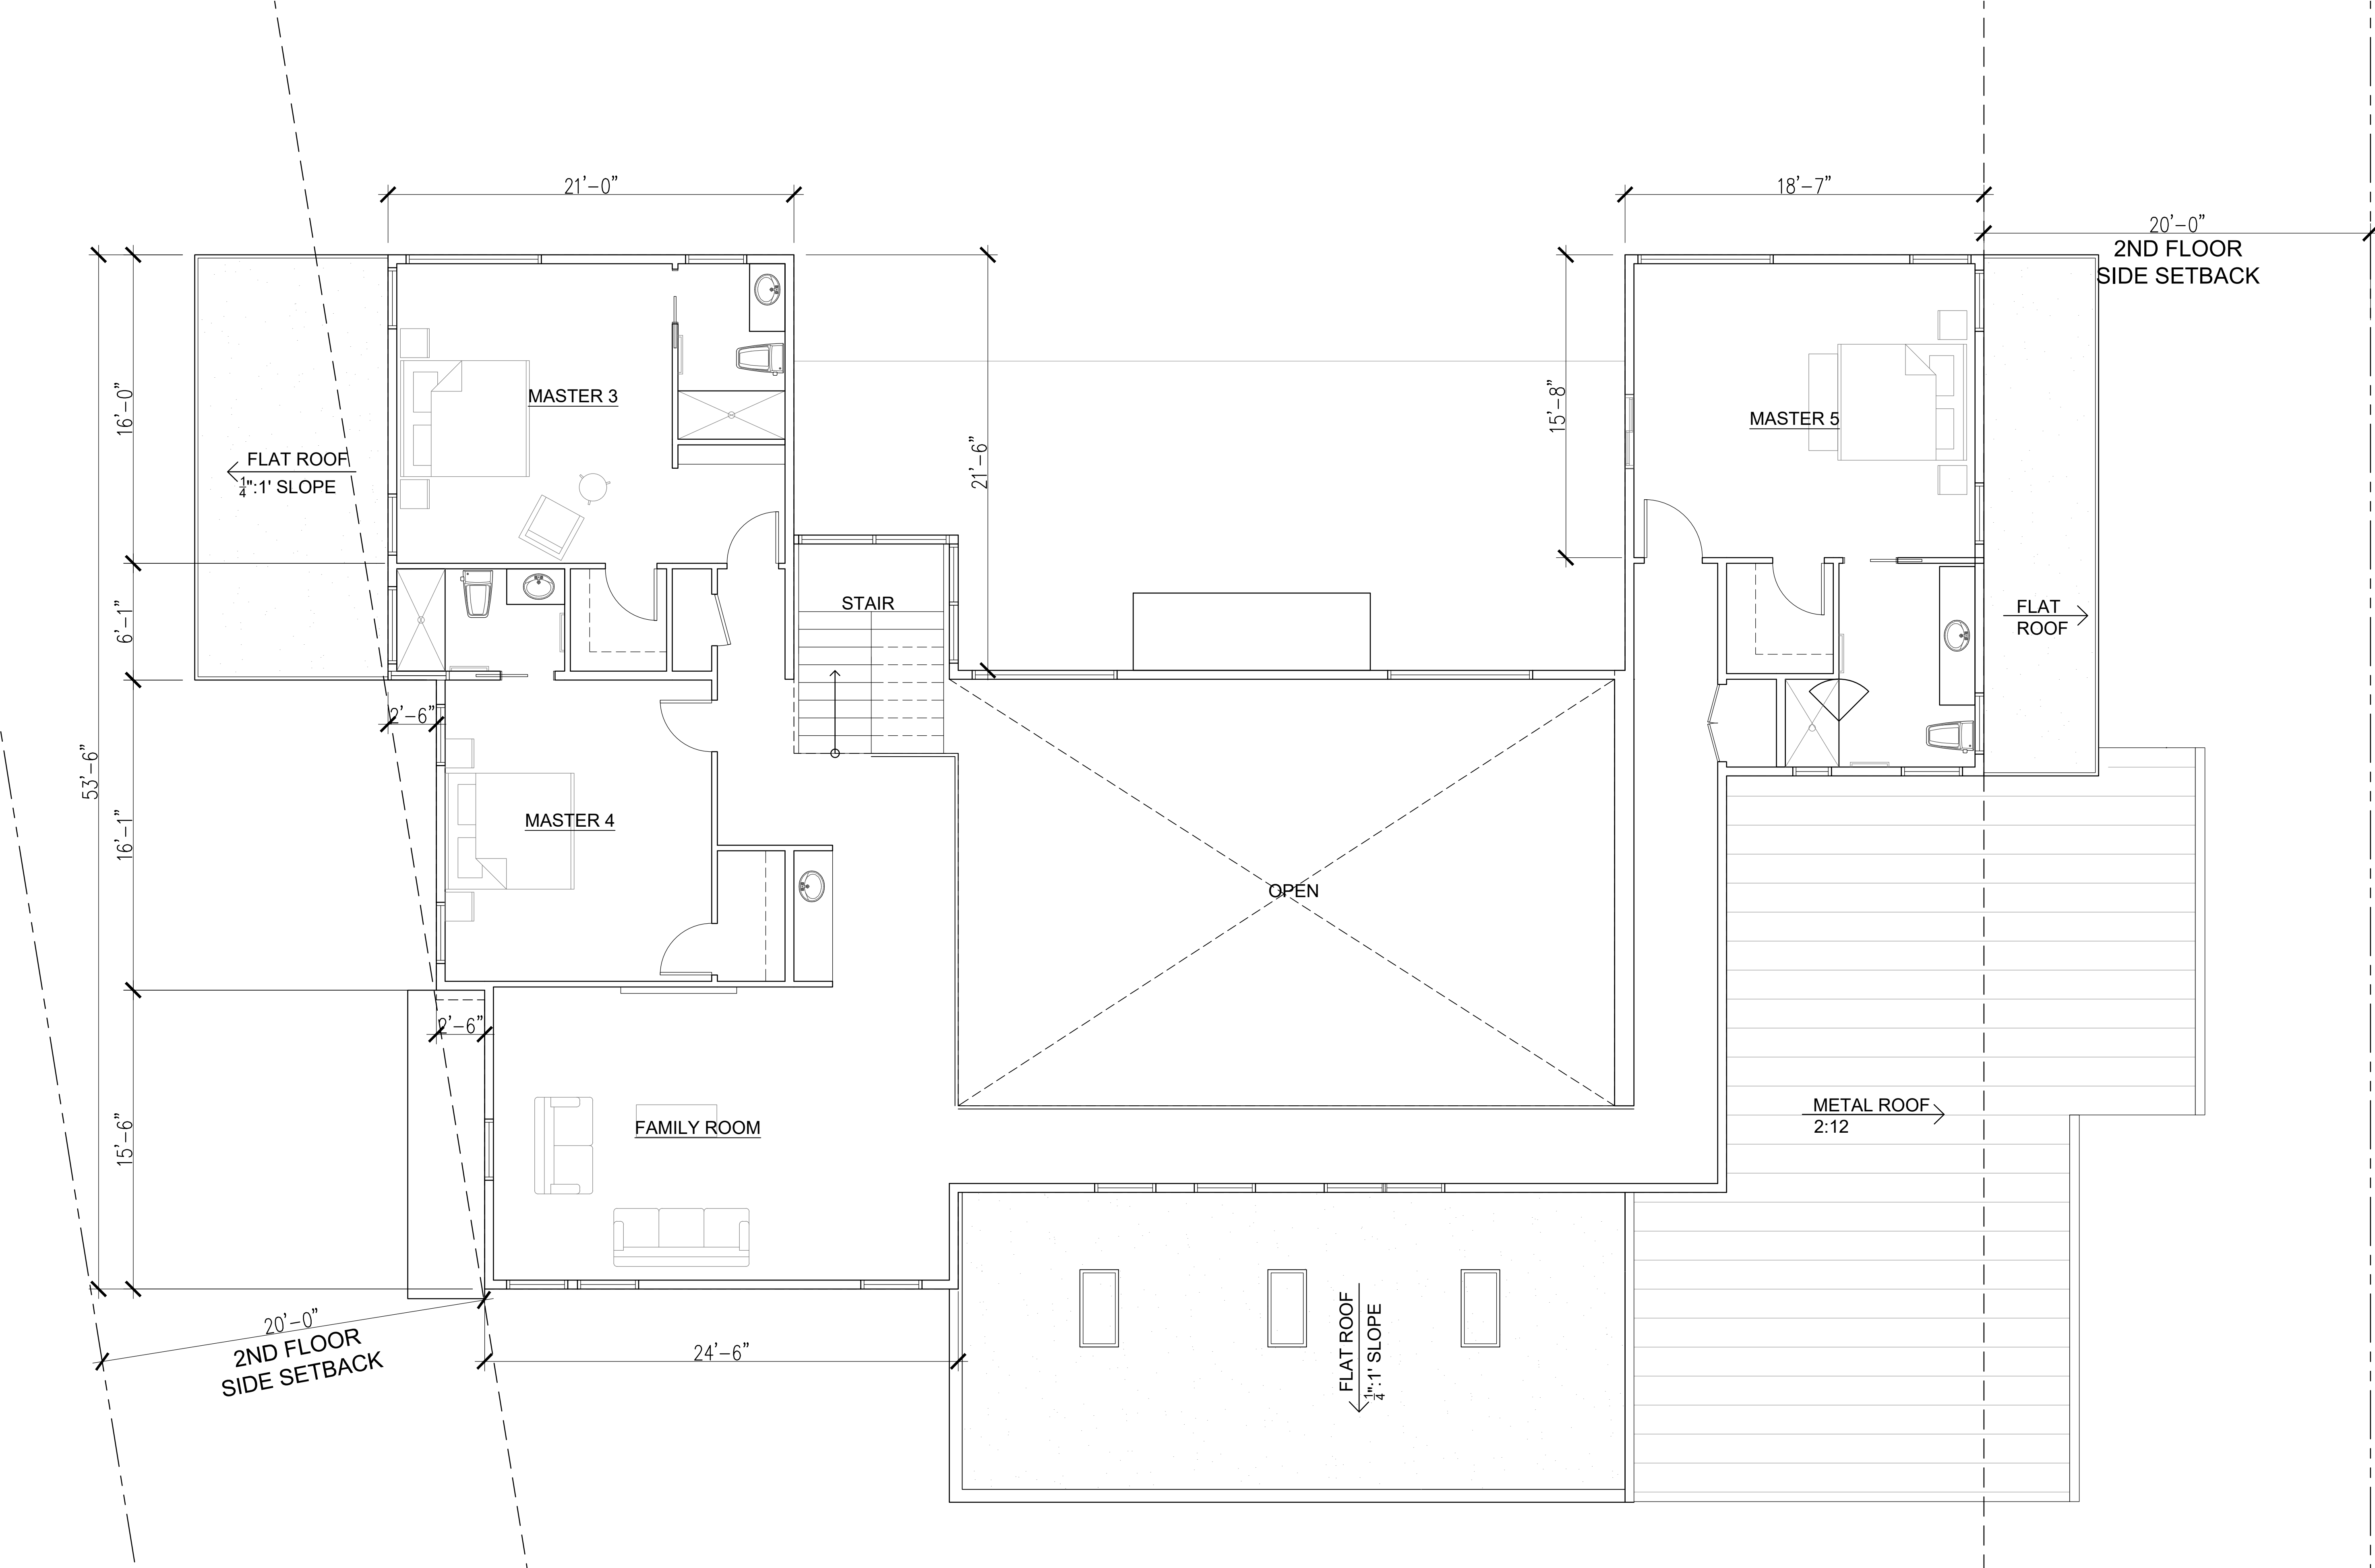 21'-0"
18'-7"
20'-0"
2ND FLOOR
SIDE SETBACK
16'-0"
MASTER 3
15'-8"
MASTER 5
21'-6"
FLAT ROOF
1/4":1' SLOPE
6'-1"
STAIR
FLAT
ROOF
2'-6"
53'-6"
16'-1"
MASTER 4
OPEN
2'-6"
15'-6"
FAMILY ROOM
METAL ROOF
2:12
20'-0"
2ND FLOOR
SIDE SETBACK
24'-6"
FLAT ROOF
1/4":1' SLOPE